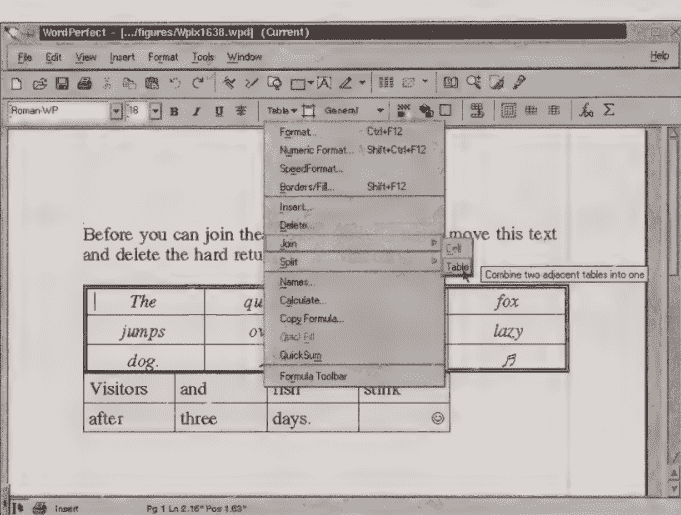 WordPerfect - [.../figures/Wplx1638.wpd] (Current)
File Edit View Insert Format Tools Window Help
Roman-WP 18 B I U Table General Σ
Format... Ctrl+F12
Numeric Format... Shift+Ctrl+F12
SpeedFormat...
Borders/Fill... Shift+F12
Insert...
Delete...
Join
Split
Names...
Calculate...
Copy Formula...
QuickSum
Formula Toolbar
Cell
Table
Combine two adjacent tables into one
Before you can join the move this text
and delete the hard retu
The qu fox
jumps ov lazy
dog. ♬
Visitors and fish stink
after three days. ☺
Insert Pg 1 Ln 2.16" Pos 1.63"